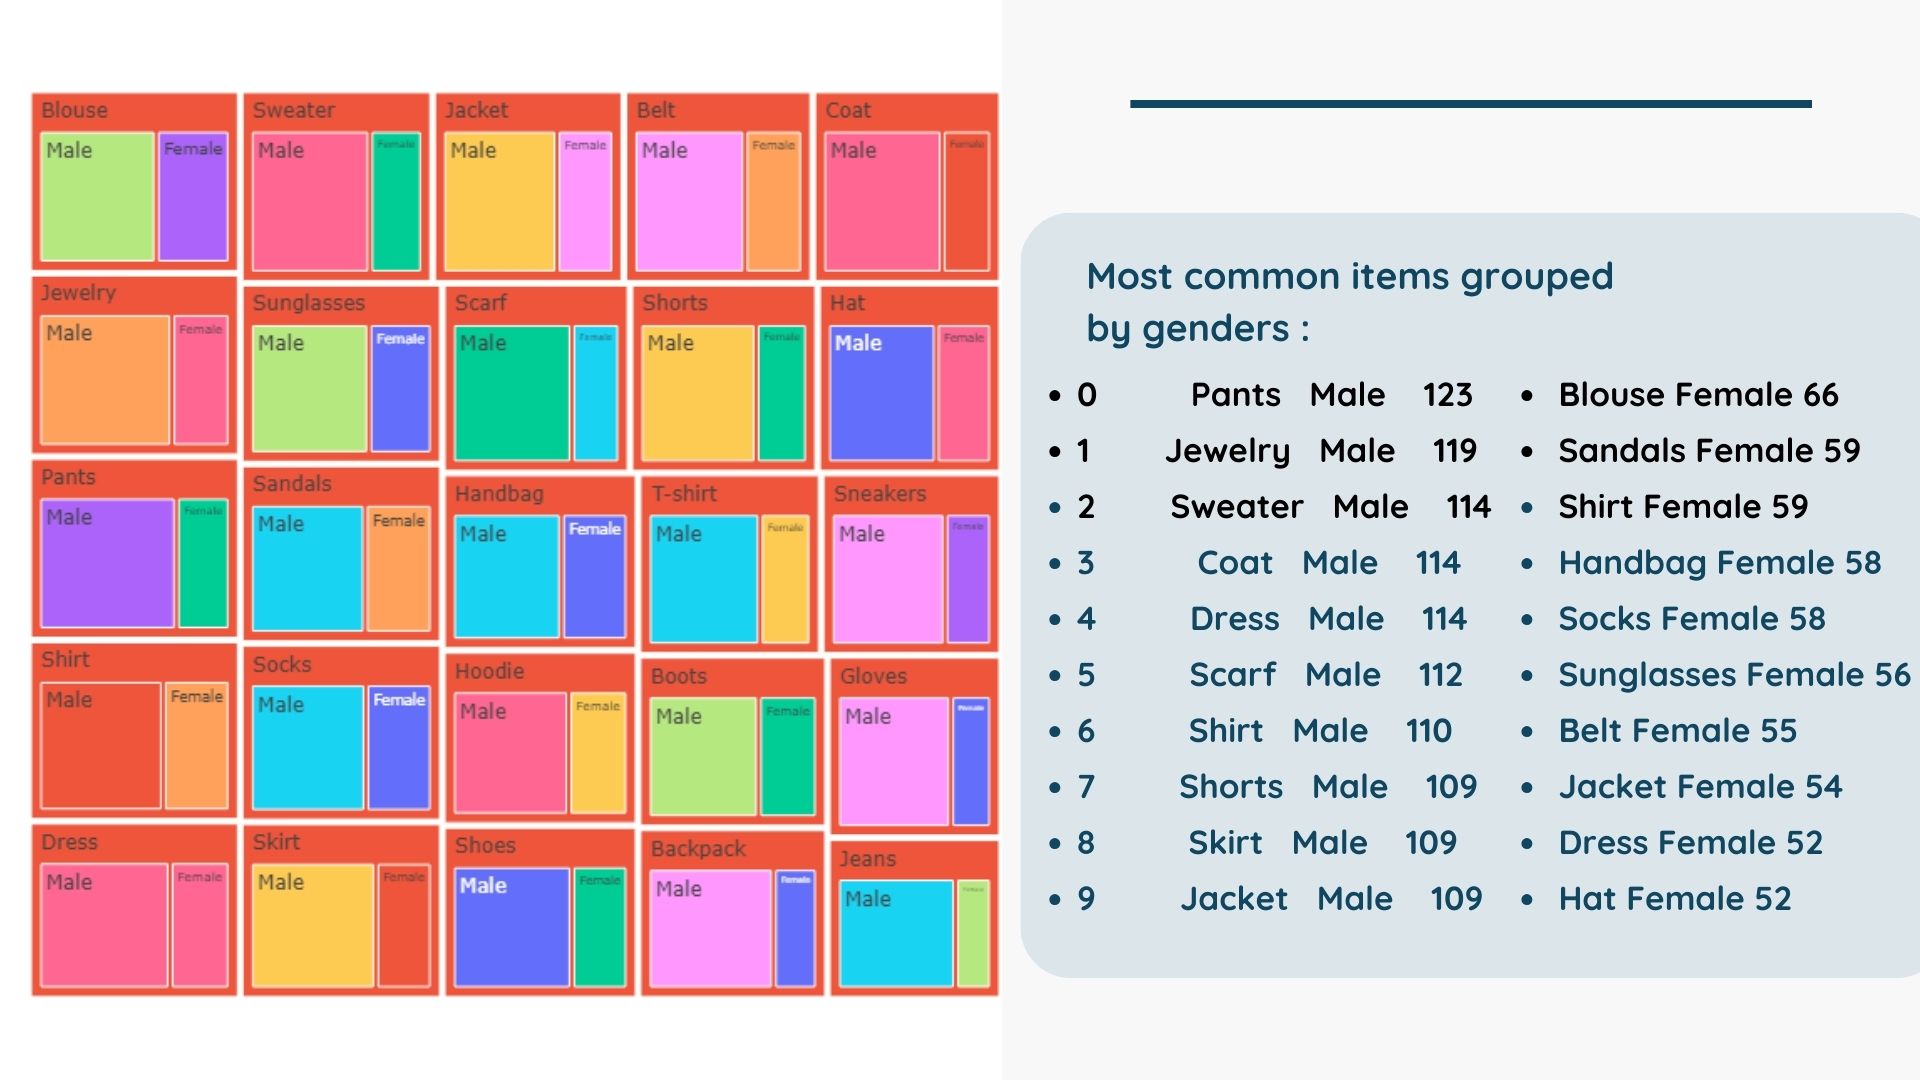 Blouse
Male Female
Sweater
Male Female
Jacket
Male Female
Belt
Male Female
Coat
Male Female
Jewelry
Male Female
Sunglasses
Male Female
Scarf
Male Female
Shorts
Male Female
Hat
Male Female
Pants
Male Female
Sandals
Male Female
Handbag
Male Female
T-shirt
Male Female
Sneakers
Male Female
Shirt
Male Female
Socks
Male Female
Hoodie
Male Female
Boots
Male Female
Gloves
Male Female
Dress
Male Female
Skirt
Male Female
Shoes
Male Female
Backpack
Male Female
Jeans
Male Female
Most common items grouped
by genders :
• 0 Pants Male 123
• 1 Jewelry Male 119
• 2 Sweater Male 114
• 3 Coat Male 114
• 4 Dress Male 114
• 5 Scarf Male 112
• 6 Shirt Male 110
• 7 Shorts Male 109
• 8 Skirt Male 109
• 9 Jacket Male 109
• Blouse Female 66
• Sandals Female 59
• Shirt Female 59
• Handbag Female 58
• Socks Female 58
• Sunglasses Female 56
• Belt Female 55
• Jacket Female 54
• Dress Female 52
• Hat Female 52